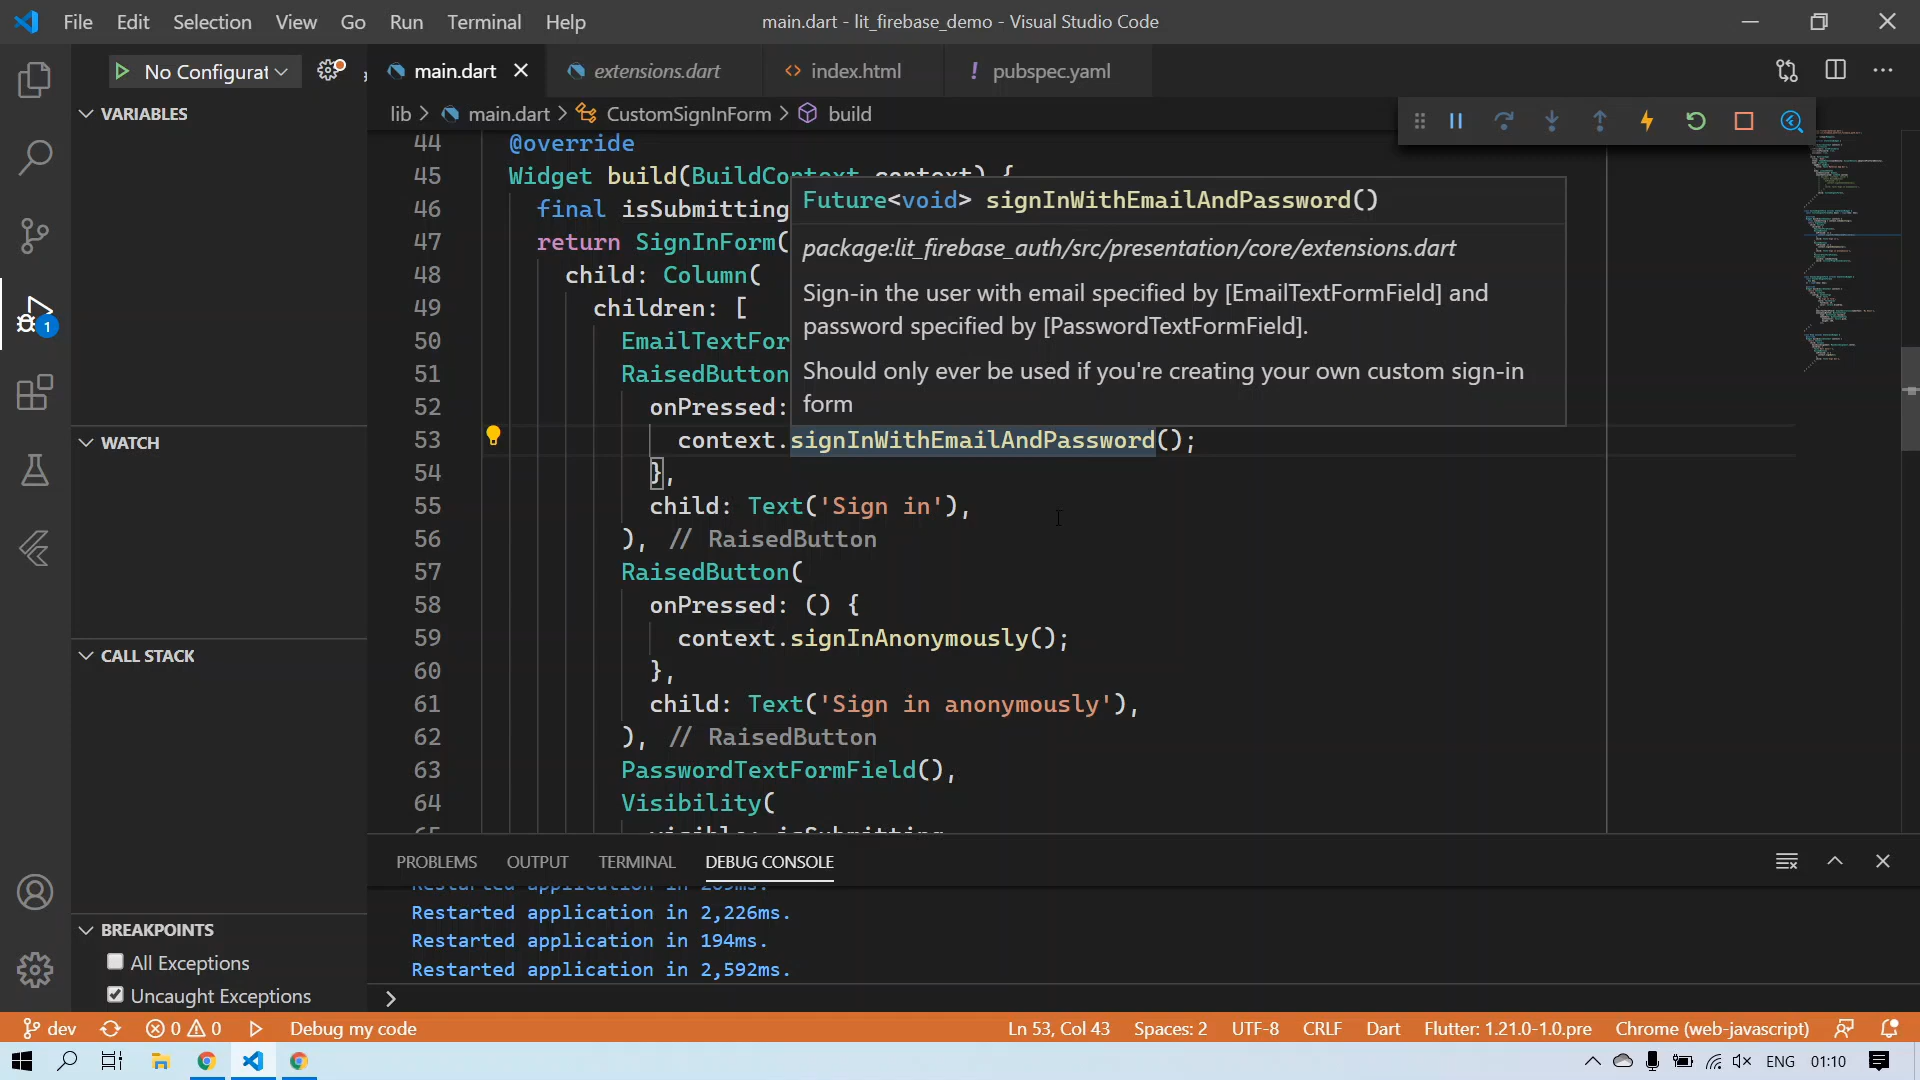 File Edit Selection View Go Run Terminal Help
main.dart - lit_firebase_demo - Visual Studio Code
No Configurat
main.dart
extensions.dart
index.html
pubspec.yaml
lib > main.dart > CustomSignInForm > build
VARIABLES
WATCH
CALL STACK
BREAKPOINTS
All Exceptions
Uncaught Exceptions
1
44 @override
45 Widget build(BuildContext context) {
46 final isSubmitting
47 return SignInForm(
48 child: Column(
49 children: [
50 EmailTextFor
51 RaisedButton
52 onPressed:
53 context.signInWithEmailAndPassword();
54 },
55 child: Text('Sign in'),
56 ), // RaisedButton
57 RaisedButton(
58 onPressed: () {
59 context.signInAnonymously();
60 },
61 child: Text('Sign in anonymously'),
62 ), // RaisedButton
63 PasswordTextFormField(),
64 Visibility(
65 visible: isSubmitting
Future<void> signInWithEmailAndPassword()
package:lit_firebase_auth/src/presentation/core/extensions.dart
Sign-in the user with email specified by [EmailTextFormField] and
password specified by [PasswordTextFormField].
Should only ever be used if you're creating your own custom sign-in
form
PROBLEMS OUTPUT TERMINAL DEBUG CONSOLE
Restarted application in 2,226ms.
Restarted application in 194ms.
Restarted application in 2,592ms.
>
dev 0 0 Debug my code
Ln 53, Col 43 Spaces: 2 UTF-8 CRLF Dart Flutter: 1.21.0-1.0.pre Chrome (web-javascript)
ENG 01:10